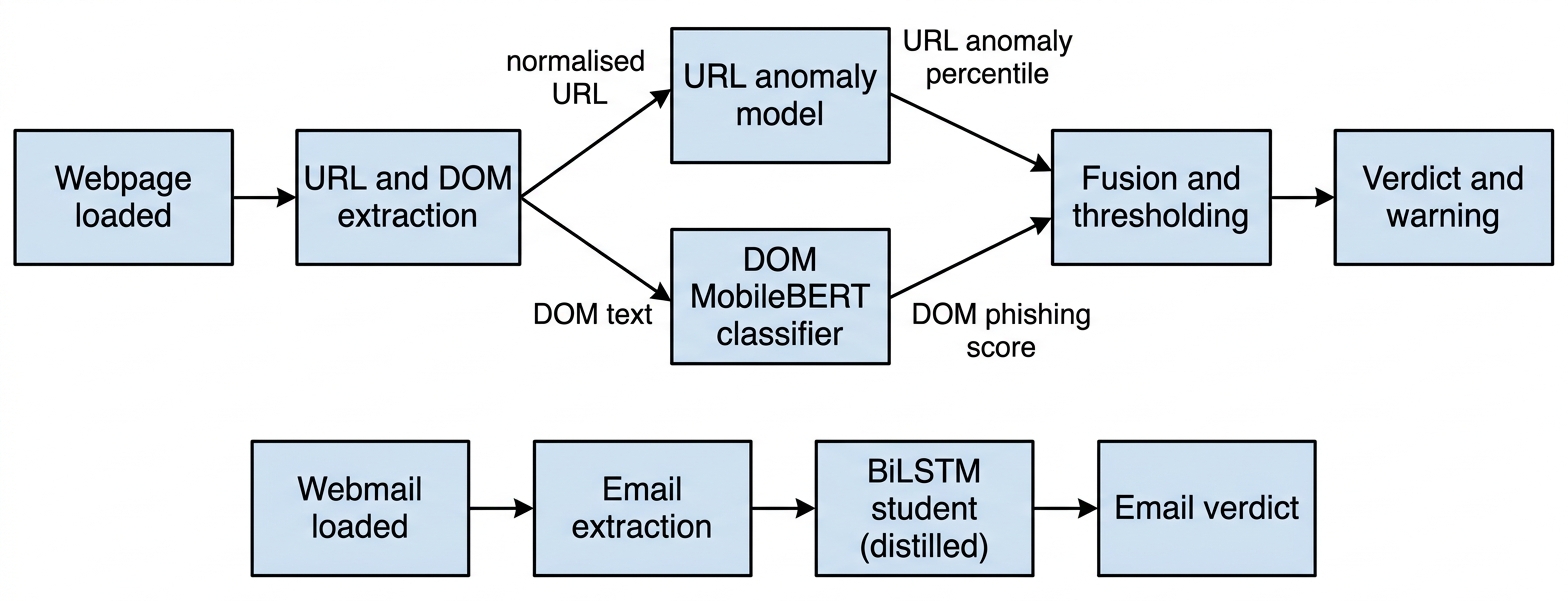 Webpage
loaded
URL and DOM
extraction
normalised
URL
DOM text
URL anomaly
model
DOM
MobileBERT
classifier
URL anomaly
percentile
DOM phishing
score
Fusion and
thresholding
Verdict and
warning
Webmail
loaded
Email
extraction
BiLSTM
student
(distilled)
Email verdict